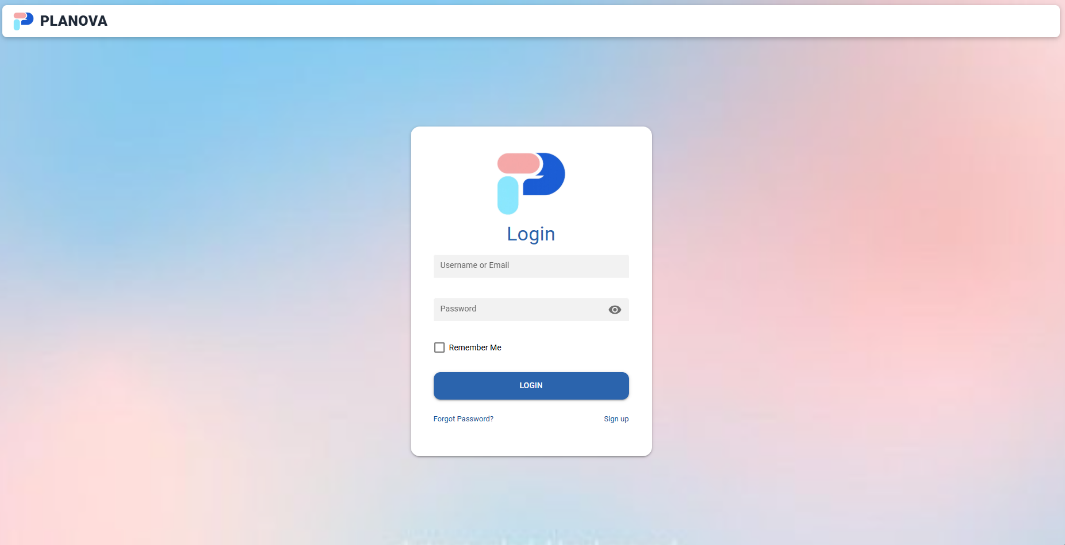 PLANOVA
Login
Username or Email
Password
Remember Me
LOGIN
Forgot Password? Sign up